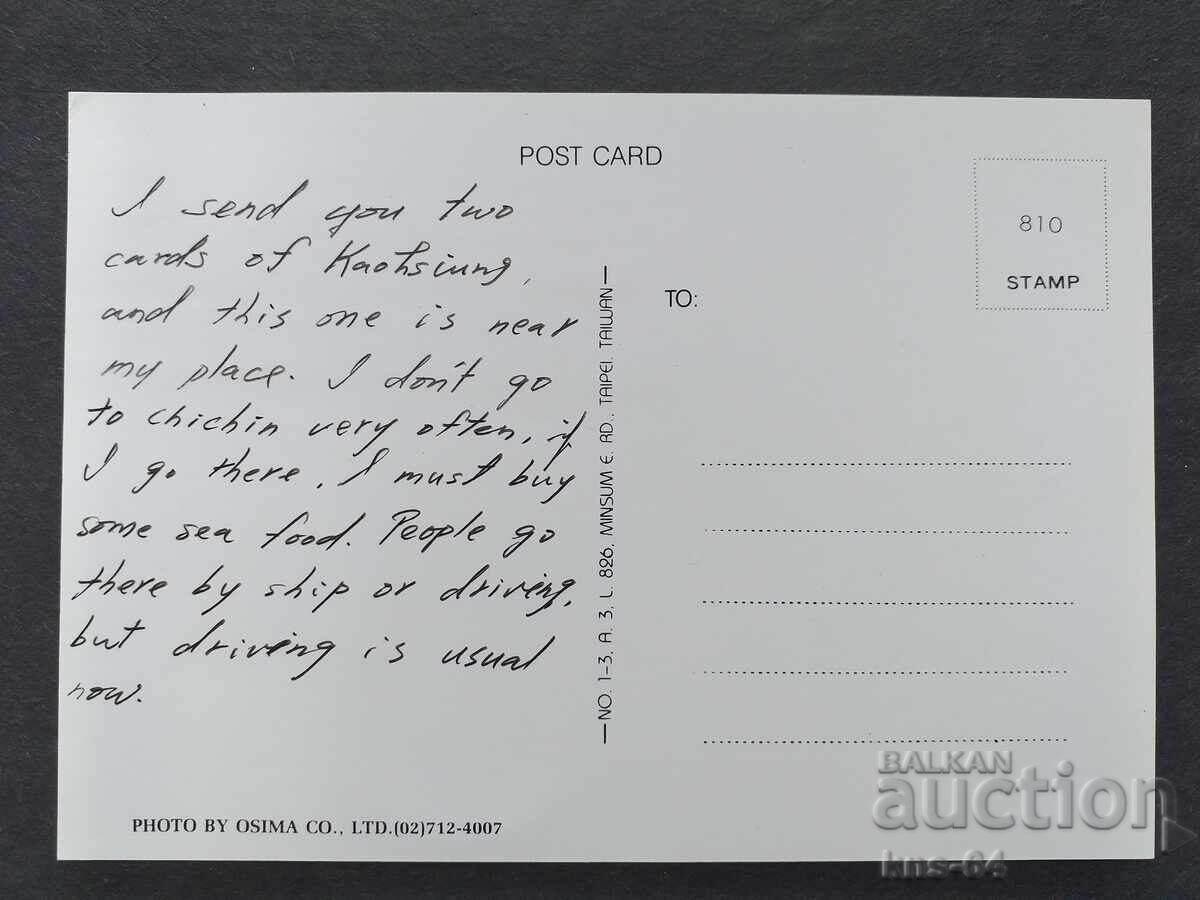 POST CARD
I send you two
cards of Kaohsiung,
and this one is near
my place. I don't go
to chichin very often, if
I go there, I must buy
some sea food. People go
there by ship or driving,
but driving is usual
now.
PHOTO BY OSIMA CO., LTD.(02)712-4007
—NO. 1-3, A. 3, L. 826, MINSUM E. RD., TAIPEI. TAIWAN—
810
STAMP
TO:
BALKAN
auction
kns-64